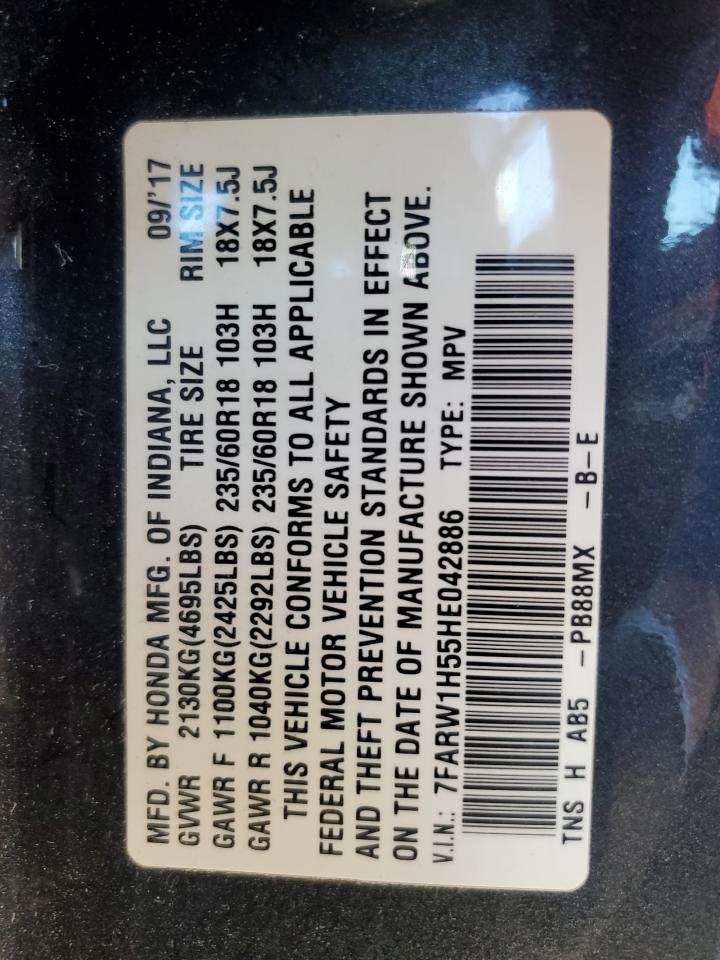 MFD. BY HONDA MFG. OF INDIANA, LLC 09/'17
GVWR 2130KG(4695LBS) TIRE SIZE RIM SIZE
GAWR F 1100KG(2425LBS) 235/60R18 103H 18X7.5J
GAWR R 1040KG(2292LBS) 235/60R18 103H 18X7.5J
THIS VEHICLE CONFORMS TO ALL APPLICABLE
FEDERAL MOTOR VEHICLE SAFETY
AND THEFT PREVENTION STANDARDS IN EFFECT
ON THE DATE OF MANUFACTURE SHOWN ABOVE.
V.I.N.: 7FARW1H55HE042886 TYPE: MPV
TNS H AB5 -PB88MX -B-E